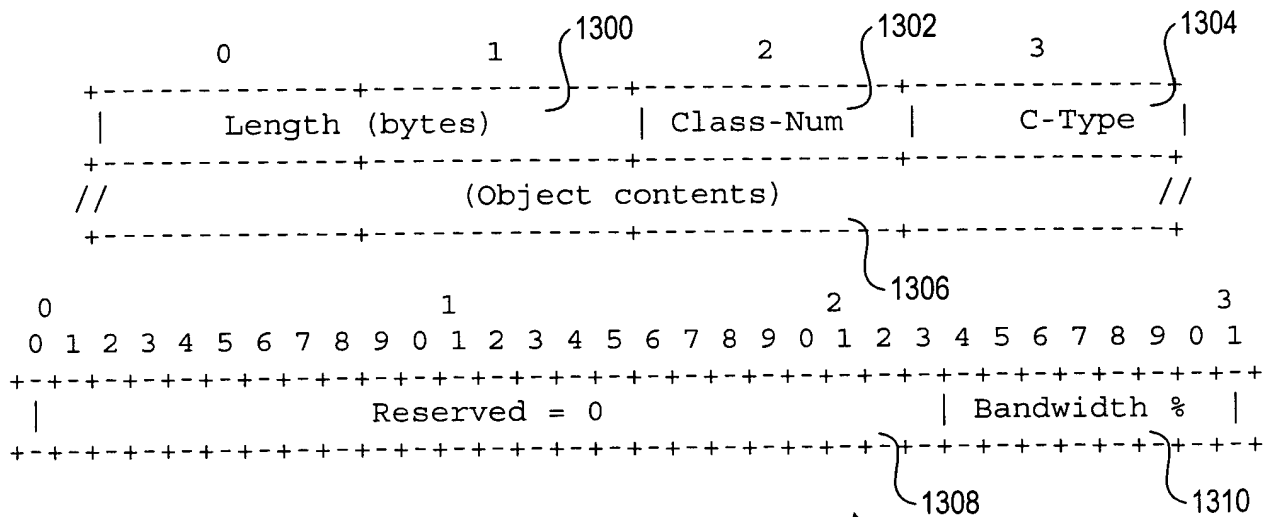 1300 1302 1304
0 1 2 3
+-------------+-------------+-------------+-------------+
| Length (bytes) | Class-Num | C-Type |
+-------------+-------------+-------------+-------------+
// (Object contents) //
+-------------+-------------+-------------+-------------+
1306
0 1 2 3
0 1 2 3 4 5 6 7 8 9 0 1 2 3 4 5 6 7 8 9 0 1 2 3 4 5 6 7 8 9 0 1
+-+-+-+-+-+-+-+-+-+-+-+-+-+-+-+-+-+-+-+-+-+-+-+-+-+-+-+-+-+-+-+-+
| Reserved = 0 | Bandwidth % |
+-+-+-+-+-+-+-+-+-+-+-+-+-+-+-+-+-+-+-+-+-+-+-+-+-+-+-+-+-+-+-+-+
1308 1310